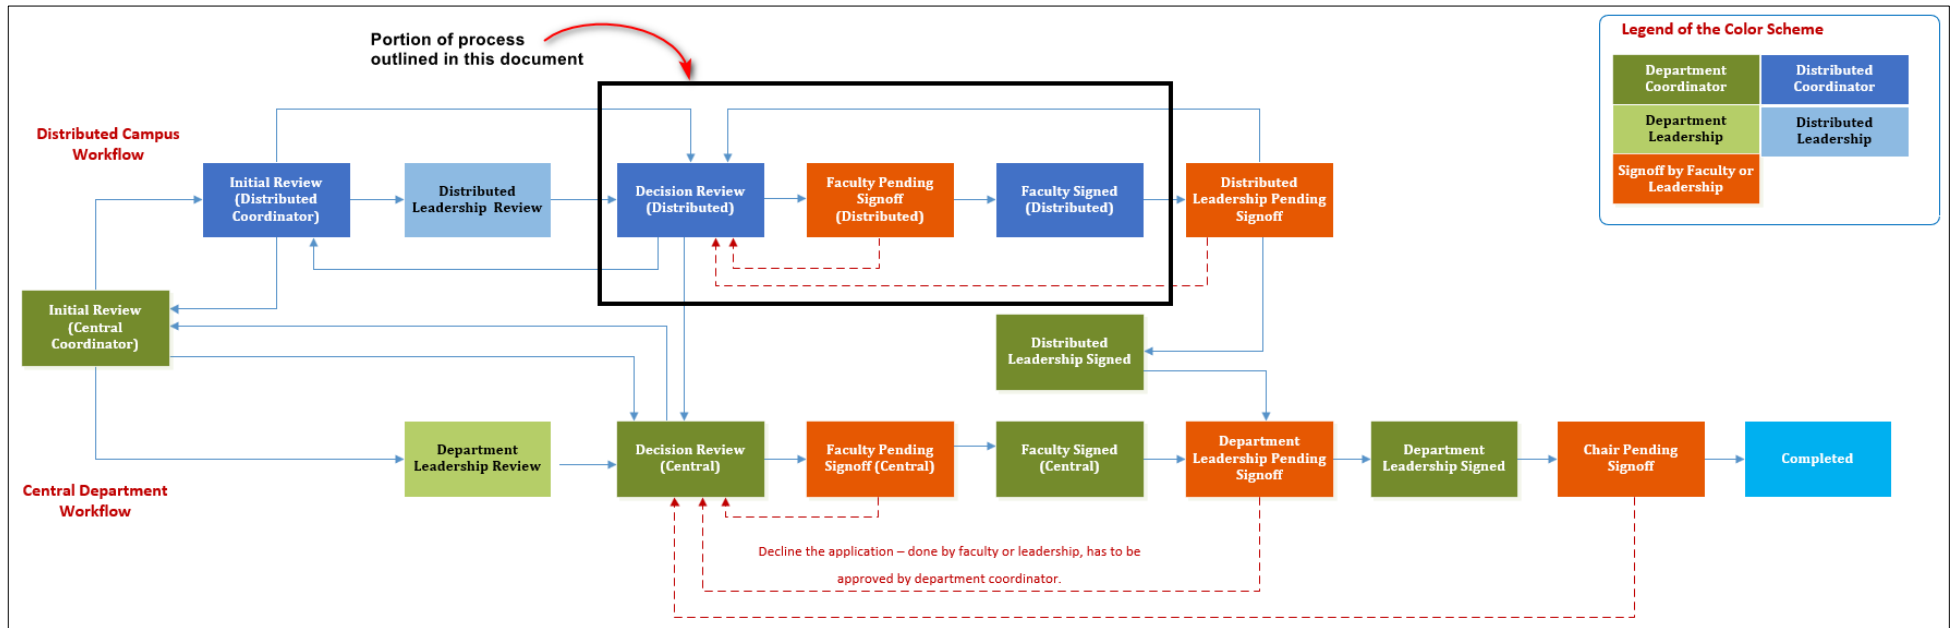 Portion of process
outlined in this document
Legend of the Color Scheme
Department
Coordinator
Distributed
Coordinator
Department
Leadership
Distributed
Leadership
Signoff by Faculty or
Leadership
Distributed Campus
Workflow
Initial Review
(Distributed
Coordinator)
Distributed
Leadership Review
Decision Review
(Distributed)
Faculty Pending
Signoff
(Distributed)
Faculty Signed
(Distributed)
Distributed
Leadership Pending
Signoff
Initial Review
(Central
Coordinator)
Distributed
Leadership Signed
Department
Leadership Review
Decision Review
(Central)
Faculty Pending
Signoff (Central)
Faculty Signed
(Central)
Department
Leadership Pending
Signoff
Department
Leadership Signed
Chair Pending
Signoff
Completed
Central Department
Workflow
Decline the application – done by faculty or leadership, has to be
approved by department coordinator.